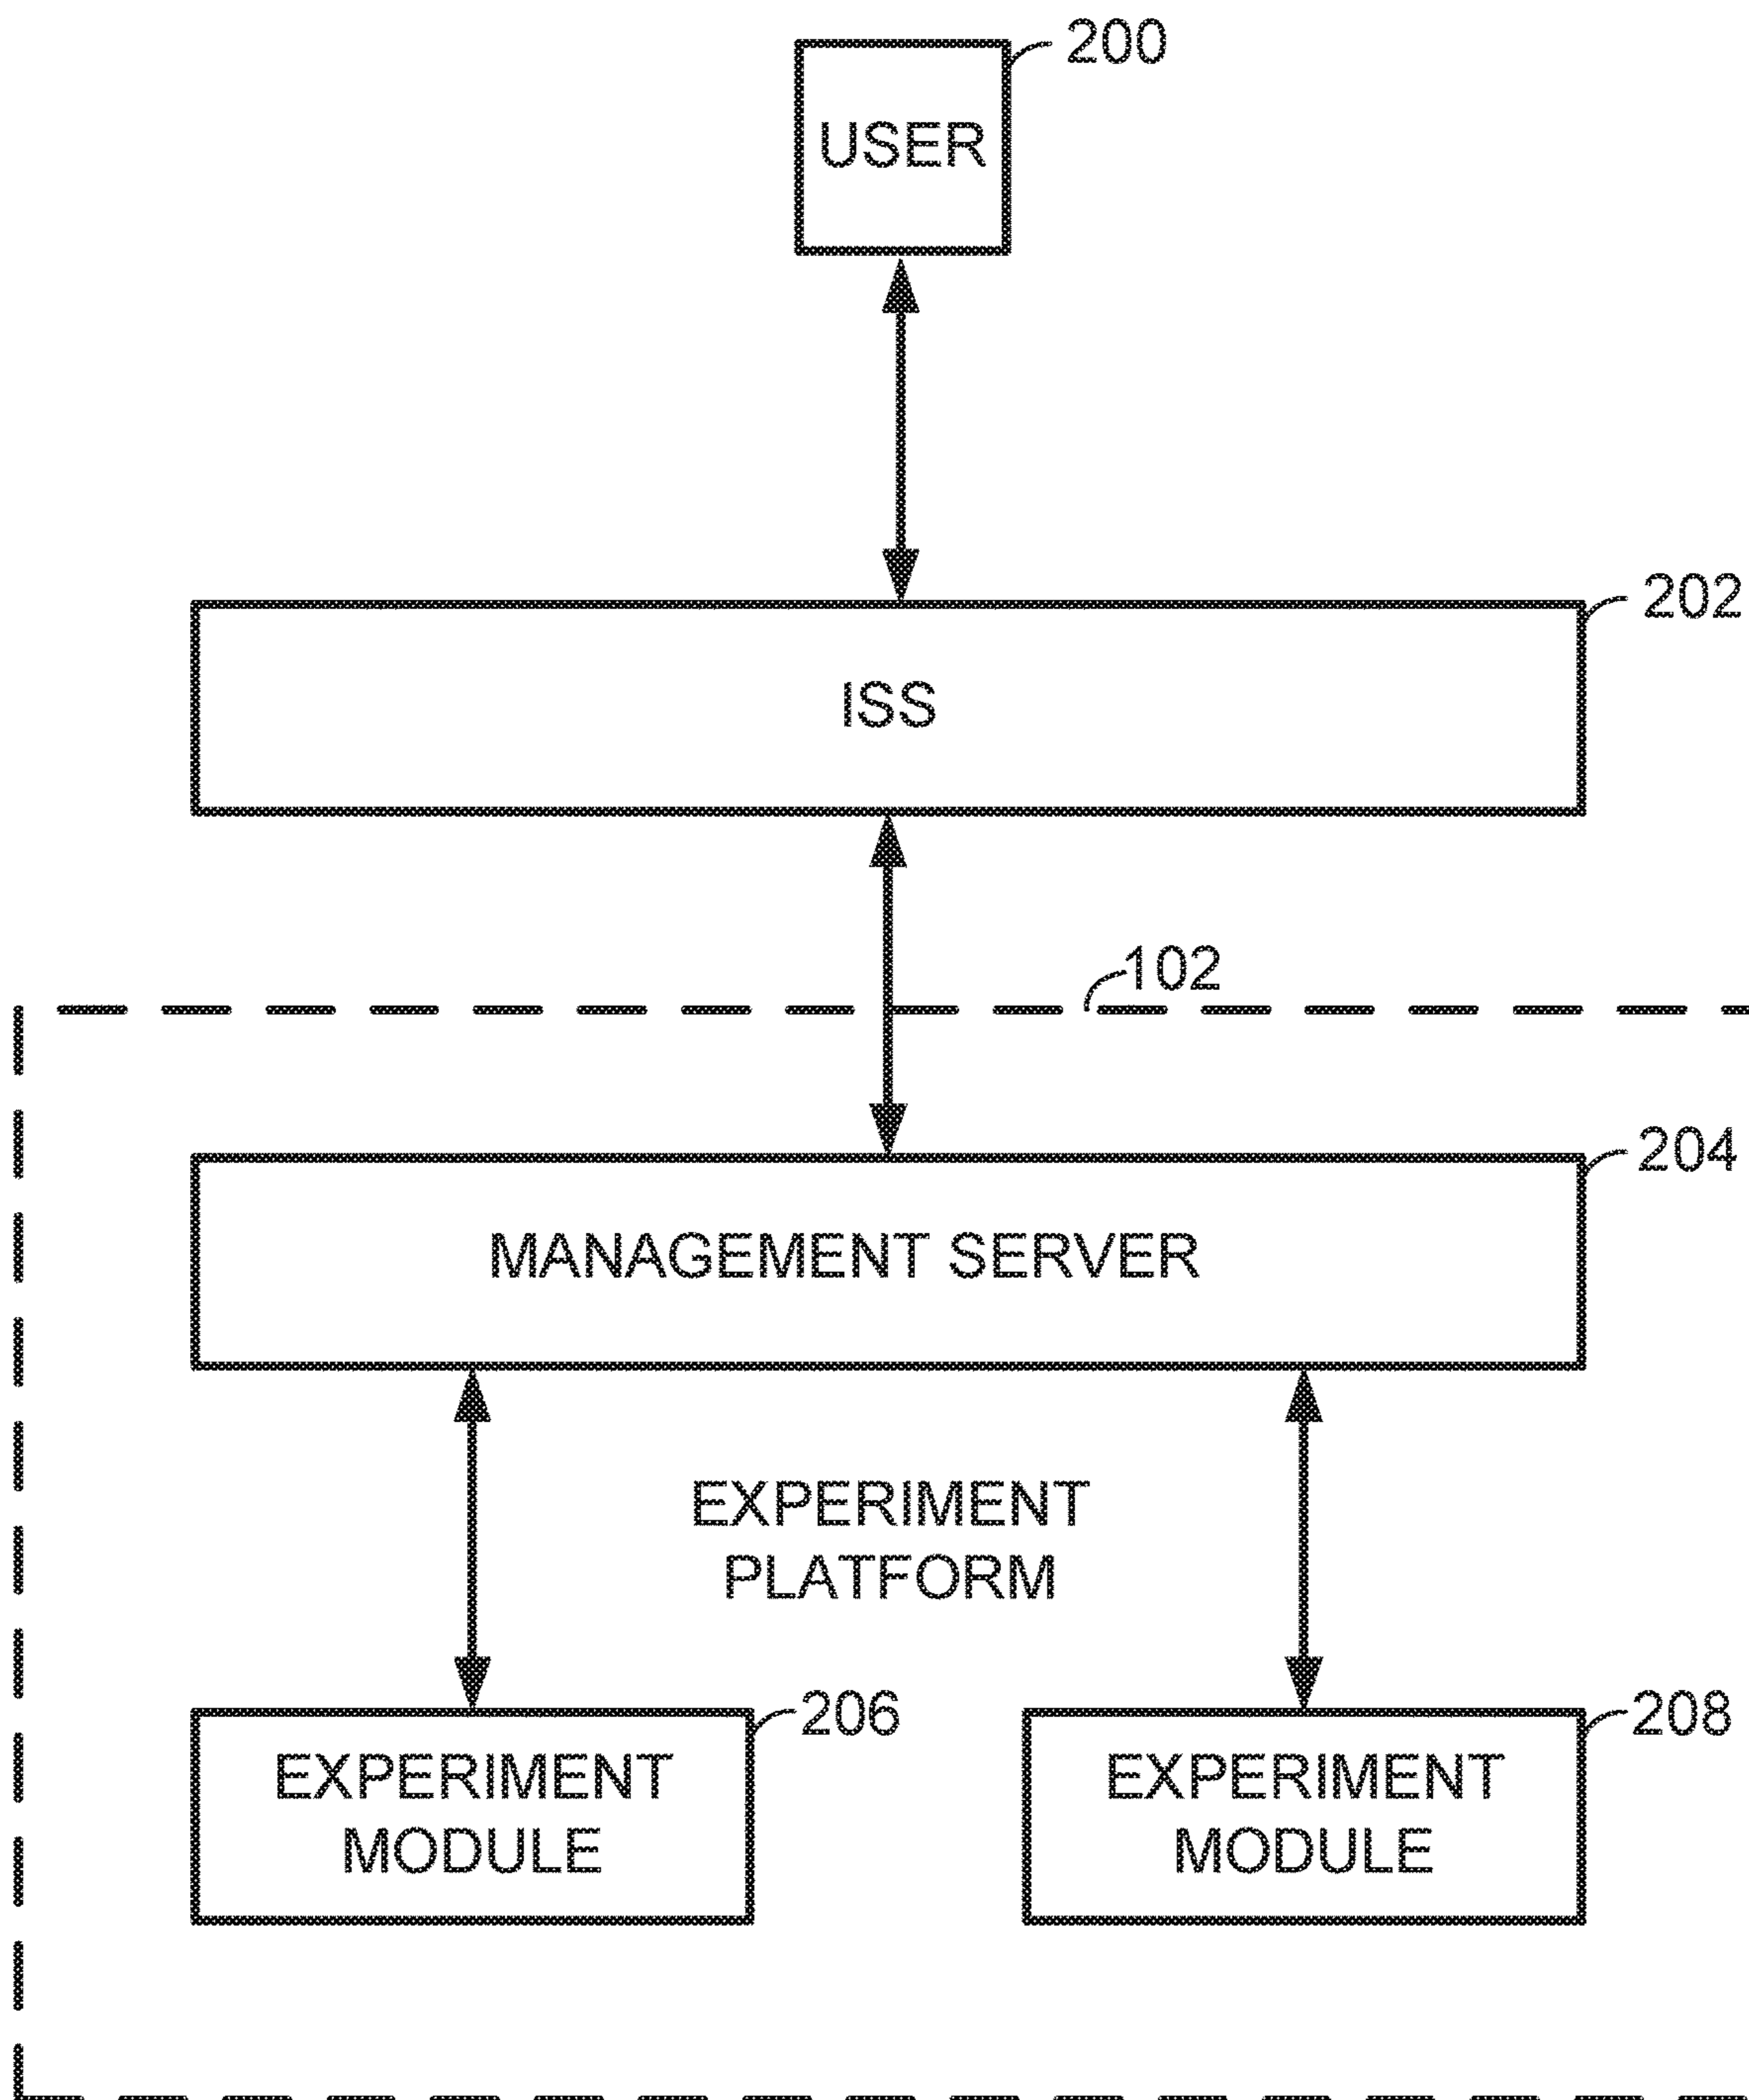 200
USER
202
ISS
102
204
MANAGEMENT SERVER
EXPERIMENT
PLATFORM
206
208
EXPERIMENT
MODULE
EXPERIMENT
MODULE